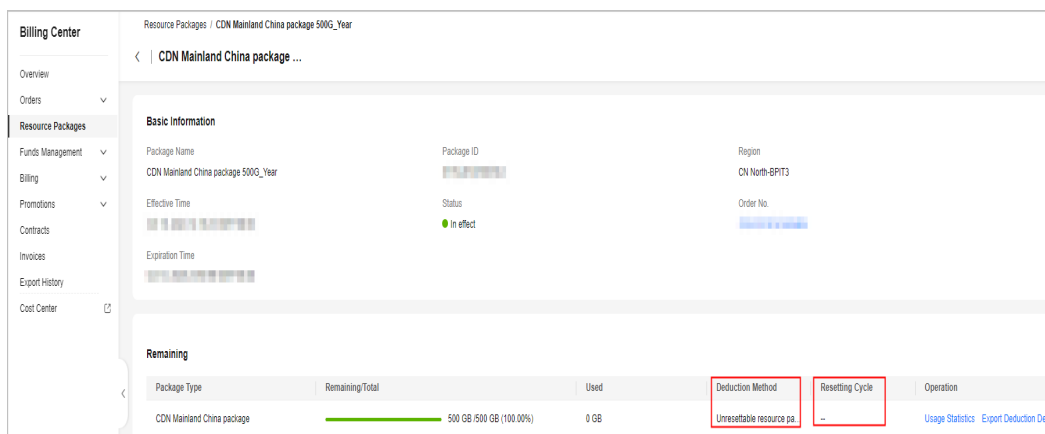 Billing Center
Overview
Orders
Resource Packages
Funds Management
Billing
Promotions
Contracts
Invoices
Export History
Cost Center
Resource Packages / CDN Mainland China package 500G_Year
CDN Mainland China package ...
Basic Information
Package Name Package ID Region
CDN Mainland China package 500G_Year CN North-BPIT3
Effective Time Status Order No.
In effect
Expiration Time
Remaining
Package Type Remaining/Total Used Deduction Method Resetting Cycle Operation
CDN Mainland China package 500 GB /500 GB (100.00%) 0 GB Unresettable resource pa... -- Usage Statistics Export Deduction De